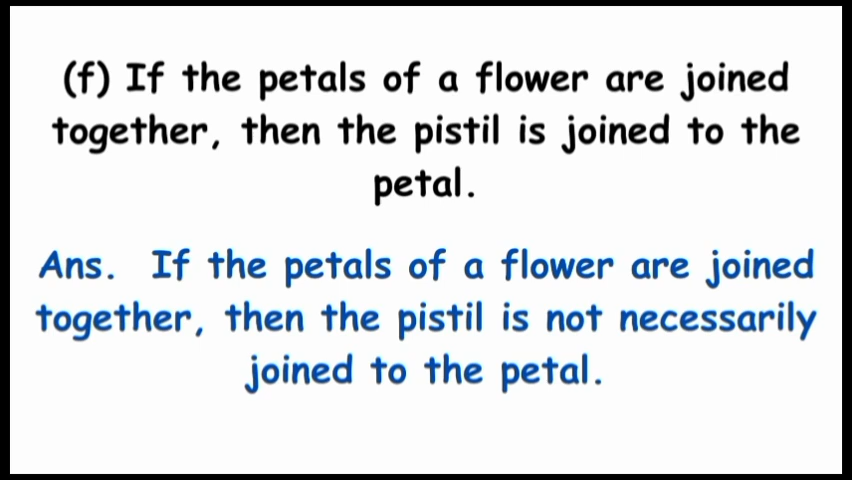 (f) If the petals of a flower are joined
together, then the pistil is joined to the
petal.
Ans. If the petals of a flower are joined
together, then the pistil is not necessarily
joined to the petal.